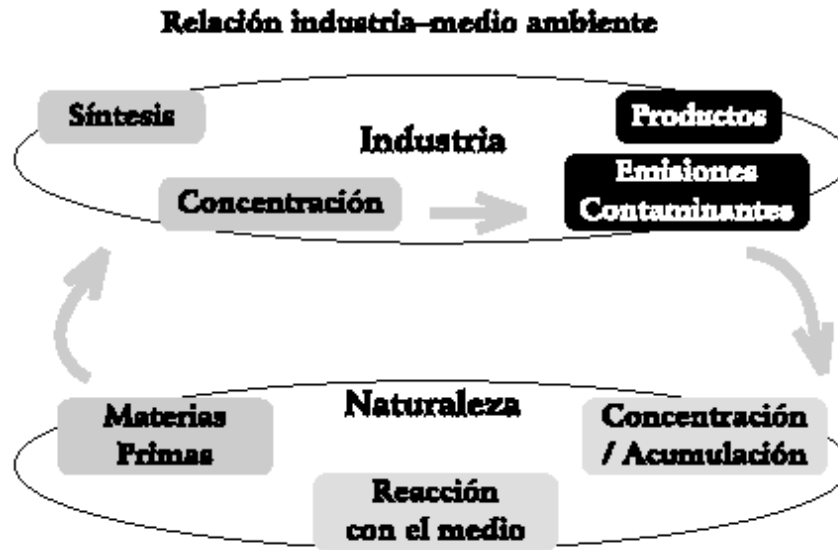 Relación industria–medio ambiente
Síntesis
Productos
Industria
Emisiones
Contaminantes
Concentración
Materias
Primas
Naturaleza
Concentración
/ Acumulación
Reacción
con el medio